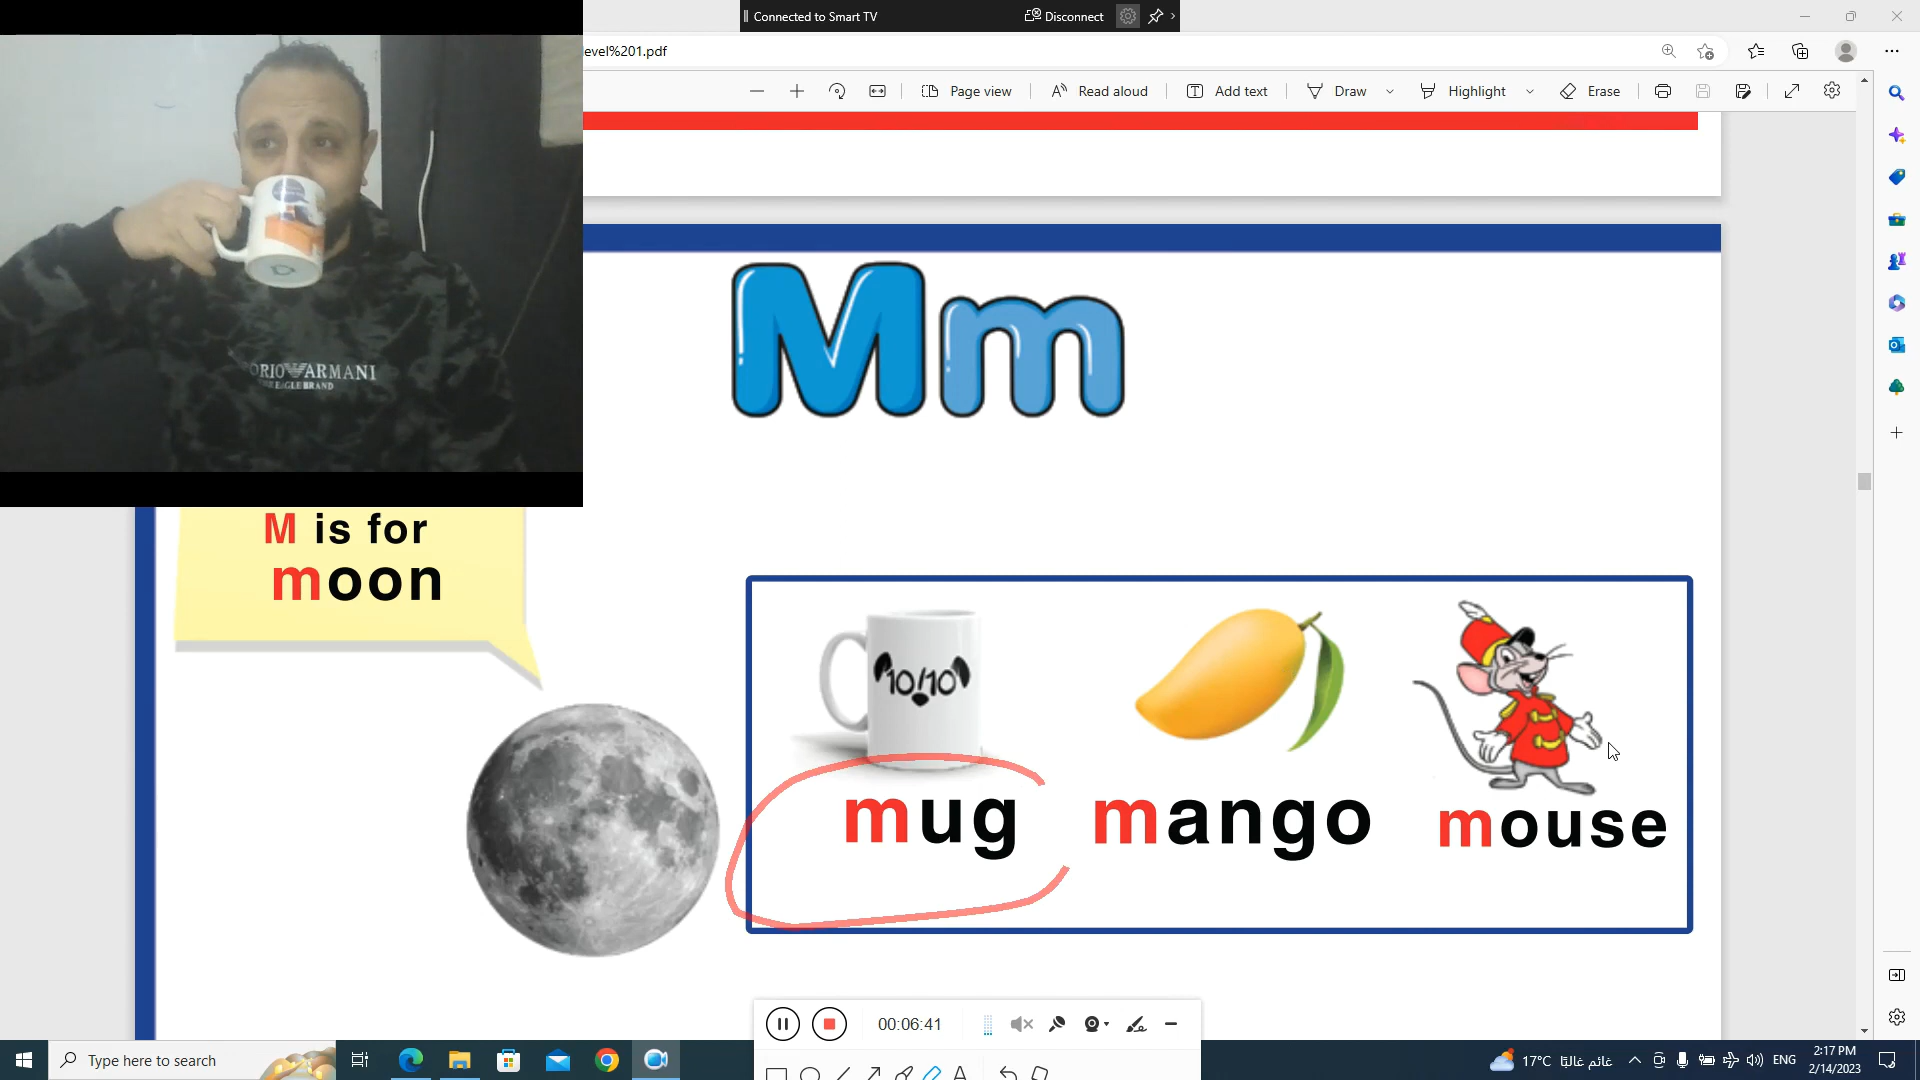 Connected to Smart TV
Disconnect
evel%201.pdf
Page view
Read aloud
Add text
Draw
Highlight
Erase
Mm
ARMANI
EAGLE BRAND
M is for
moon
10/10
mug
mango
mouse
00:06:41
Type here to search
17°C غائم غالبًا
ENG
2:17 PM
2/14/2023